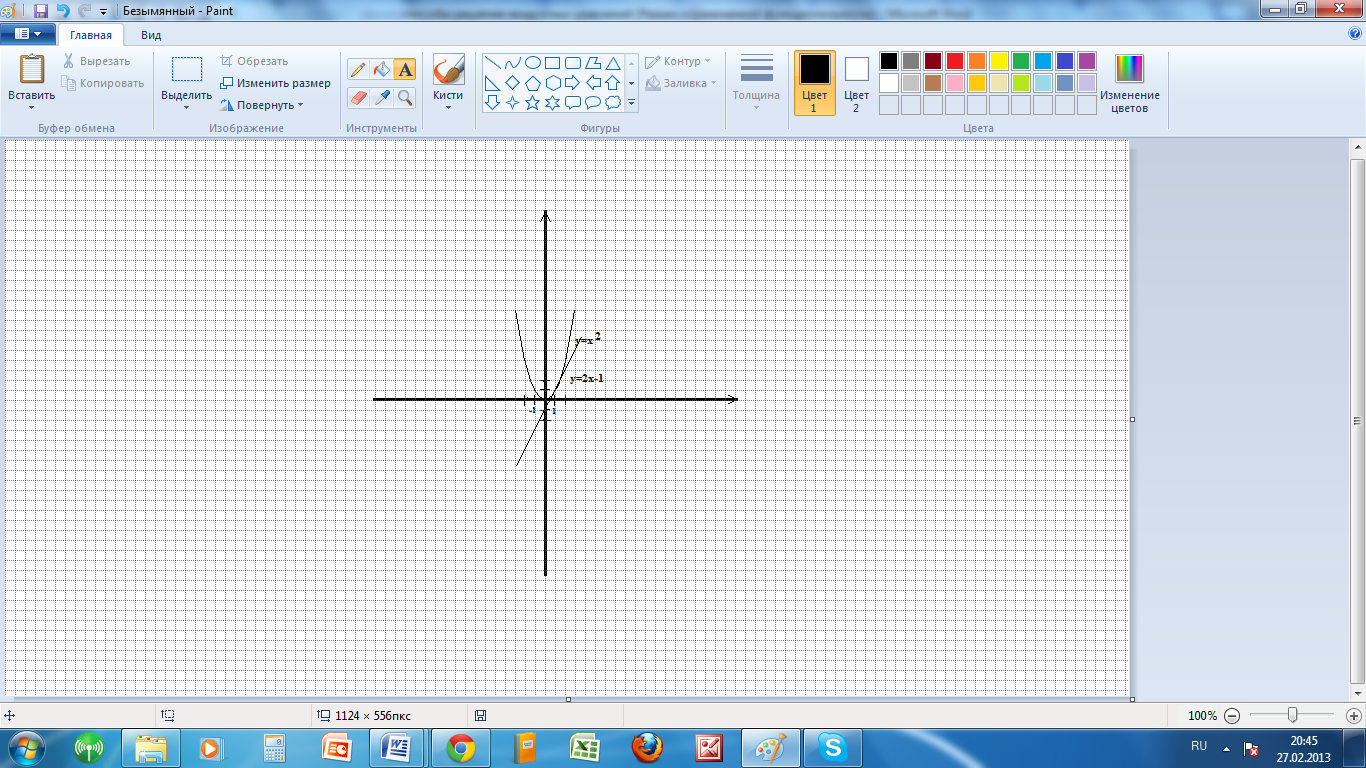 Безымянный - Paint
Главная
Вид
Вставить
Вырезать
Копировать
Буфер обмена
Выделить
Обрезать
Изменить размер
Повернуть
Изображение
A
Инструменты
Кисти
Фигуры
Контур
Заливка
Толщина
Цвет 1
Цвет 2
Изменение цветов
Цвета
y=x 2
y=2x-1
-1 1
1124 × 556пкс
100%
RU
20:45
27.02.2013